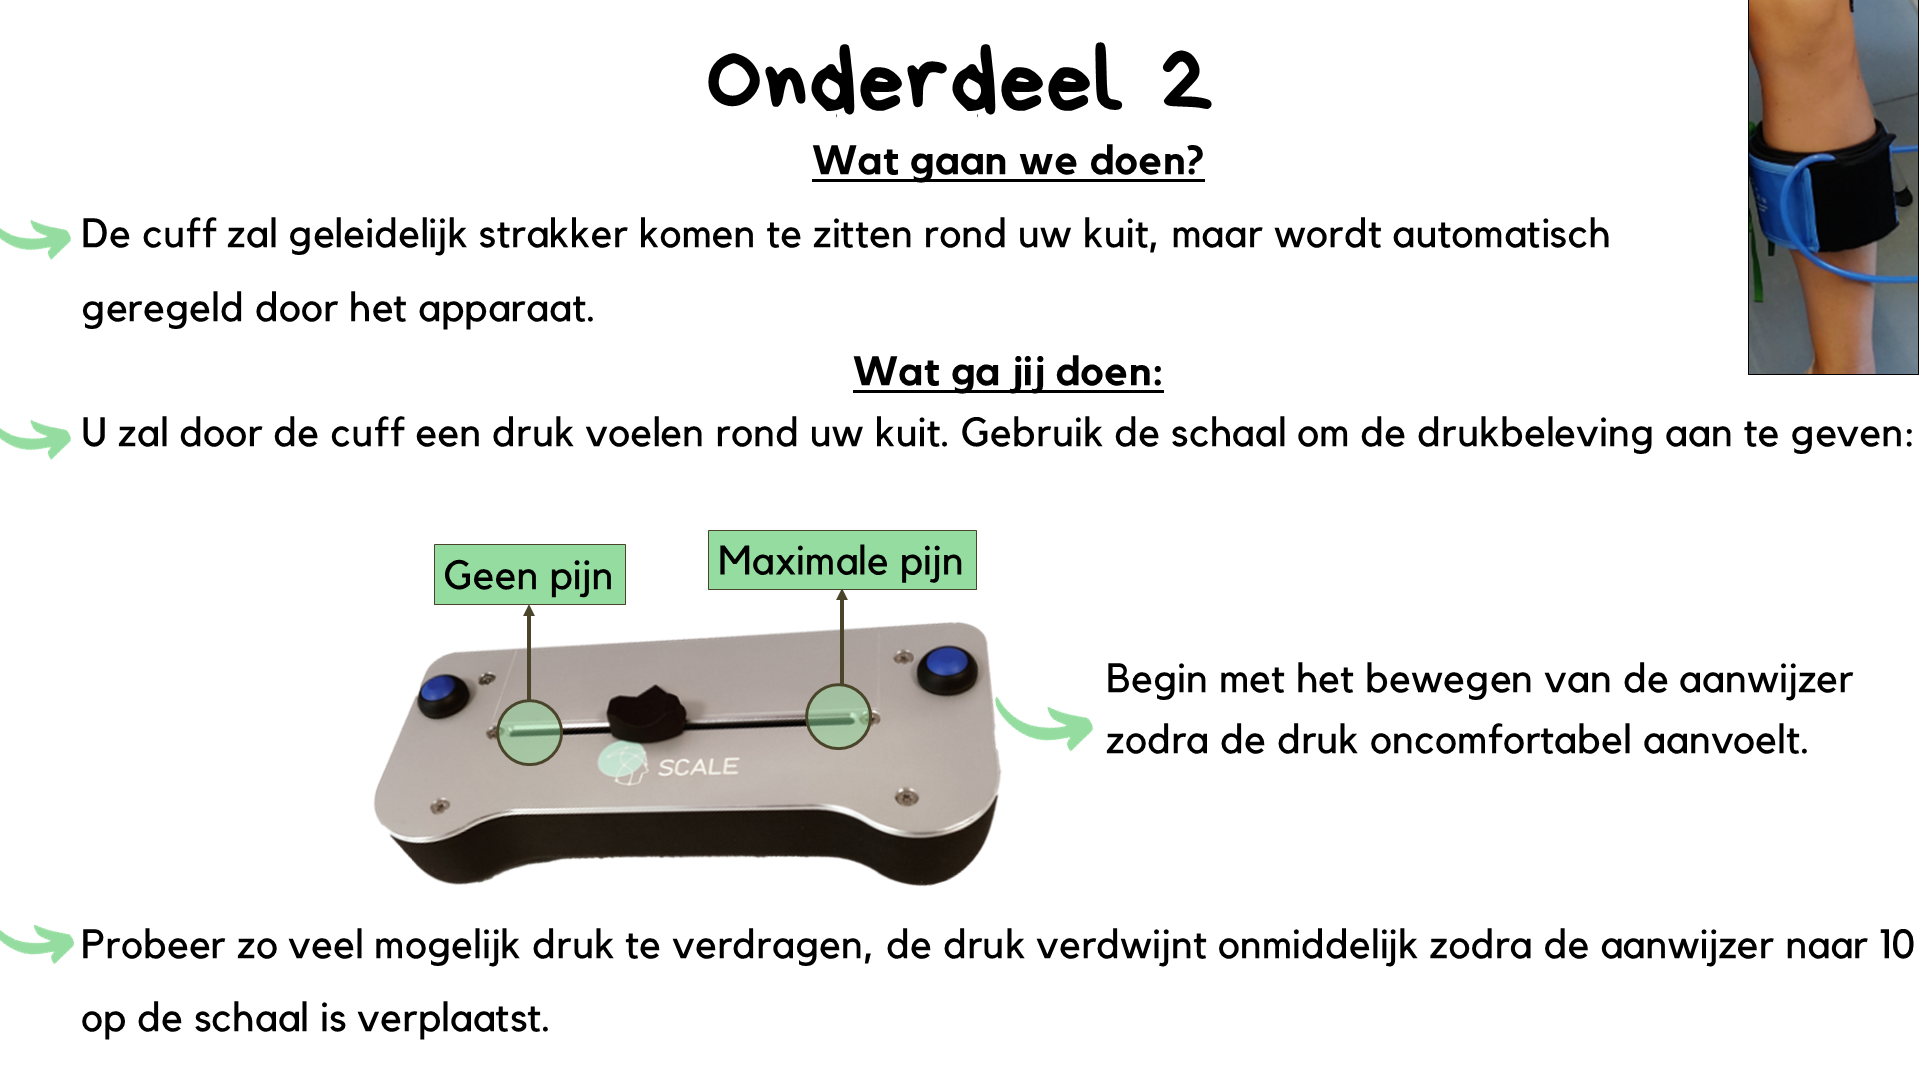 Onderdeel 2
Wat gaan we doen?
De cuff zal geleidelijk strakker komen te zitten rond uw kuit, maar wordt automatisch
geregeld door het apparaat.
Wat ga jij doen:
U zal door de cuff een druk voelen rond uw kuit. Gebruik de schaal om de drukbeleving aan te geven:
Geen pijn
Maximale pijn
SCALE
Begin met het bewegen van de aanwijzer
zodra de druk oncomfortabel aanvoelt.
Probeer zo veel mogelijk druk te verdragen, de druk verdwijnt onmiddelijk zodra de aanwijzer naar 10
op de schaal is verplaatst.